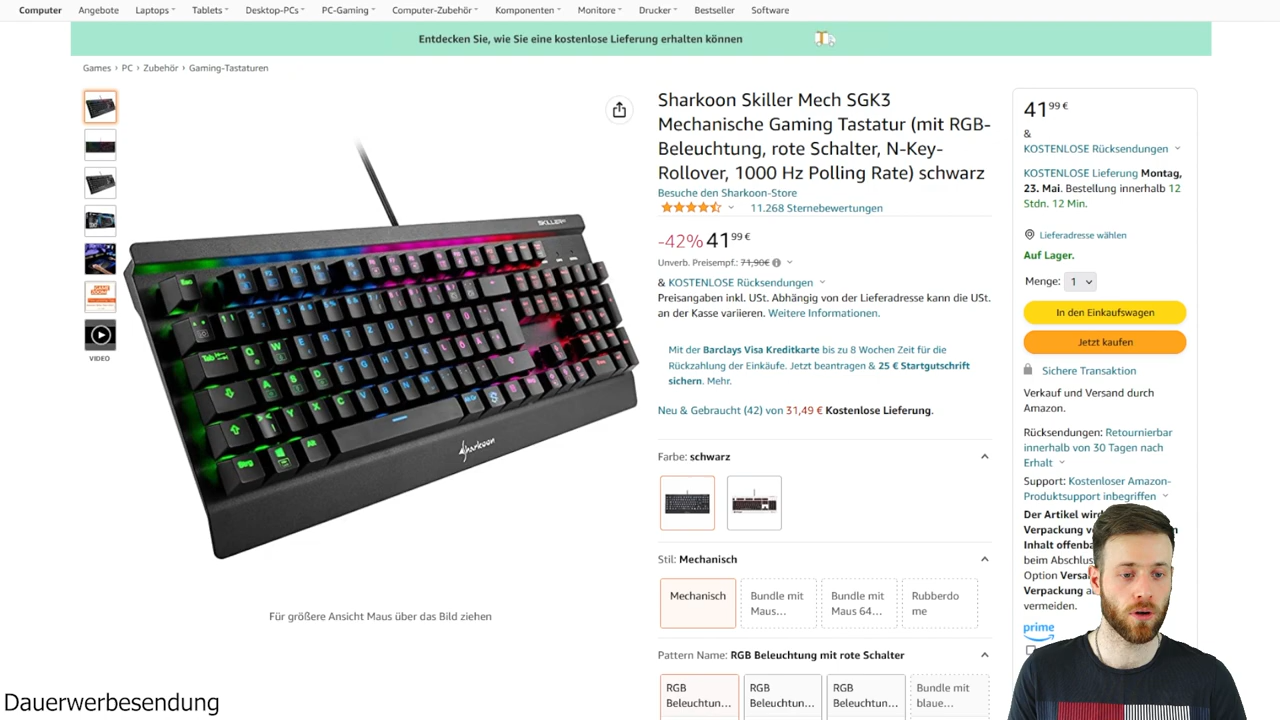 Computer Angebote Laptops Tablets Desktop-PCs PC-Gaming Computer-Zubehör Komponenten Monitore Drucker Bestseller Software
Entdecken Sie, wie Sie eine kostenlose Lieferung erhalten können
Games › PC › Zubehör › Gaming-Tastaturen
VIDEO
SKILLER
Sharkoon
Für größere Ansicht Maus über das Bild ziehen
Sharkoon Skiller Mech SGK3
Mechanische Gaming Tastatur (mit RGB-
Beleuchtung, rote Schalter, N-Key-
Rollover, 1000 Hz Polling Rate) schwarz
Besuche den Sharkoon-Store
11.268 Sternebewertungen
-42% 41,99 €
Unverb. Preisempf.: 71,90€
& KOSTENLOSE Rücksendungen
Preisangaben inkl. USt. Abhängig von der Lieferadresse kann die USt.
an der Kasse variieren. Weitere Informationen.
Mit der Barclays Visa Kreditkarte bis zu 8 Wochen Zeit für die
Rückzahlung der Einkäufe. Jetzt beantragen & 25 € Startgutschrift
sichern. Mehr.
Neu & Gebraucht (42) von 31,49 € Kostenlose Lieferung.
Farbe: schwarz
Stil: Mechanisch
Mechanisch
Bundle mit
Maus...
Bundle mit
Maus 64...
Rubberdo
me
Pattern Name: RGB Beleuchtung mit rote Schalter
RGB
Beleuchtun...
RGB
Beleuchtun...
RGB
Beleuchtun...
Bundle mit
blaue...
41 99 €
&
KOSTENLOSE Rücksendungen
KOSTENLOSE Lieferung Montag,
23. Mai. Bestellung innerhalb 12
Stdn. 12 Min.
Lieferadresse wählen
Auf Lager.
Menge: 1
In den Einkaufswagen
Jetzt kaufen
Sichere Transaktion
Verkauf und Versand durch
Amazon.
Rücksendungen: Retournierbar
innerhalb von 30 Tagen nach
Erhalt
Support: Kostenloser Amazon-
Produktsupport inbegriffen
Der Artikel wird
Verpackung
Inhalt
beim
Option
Verpackung
vermeiden.
prime
Dauerwerbesendung